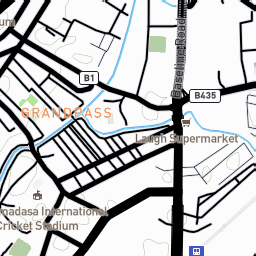 Baseline Road
B1
B435
GRANDPASS
Laugh Supermarket
madasa International
Cricket Stadium